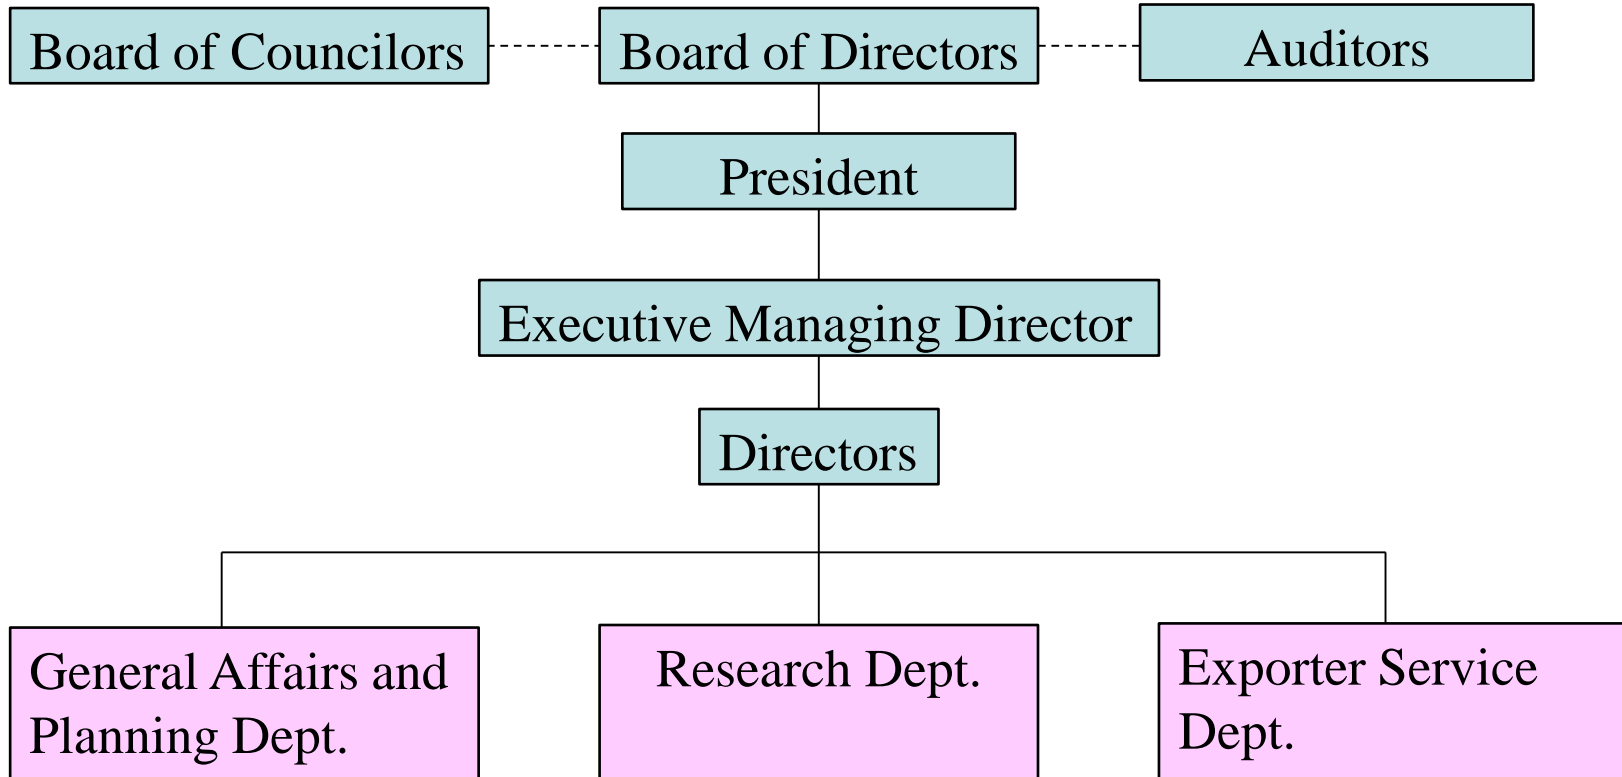 Board of Councilors
Board of Directors
Auditors
President
Executive Managing Director
Directors
General Affairs and
Planning Dept.
Research Dept.
Exporter Service
Dept.